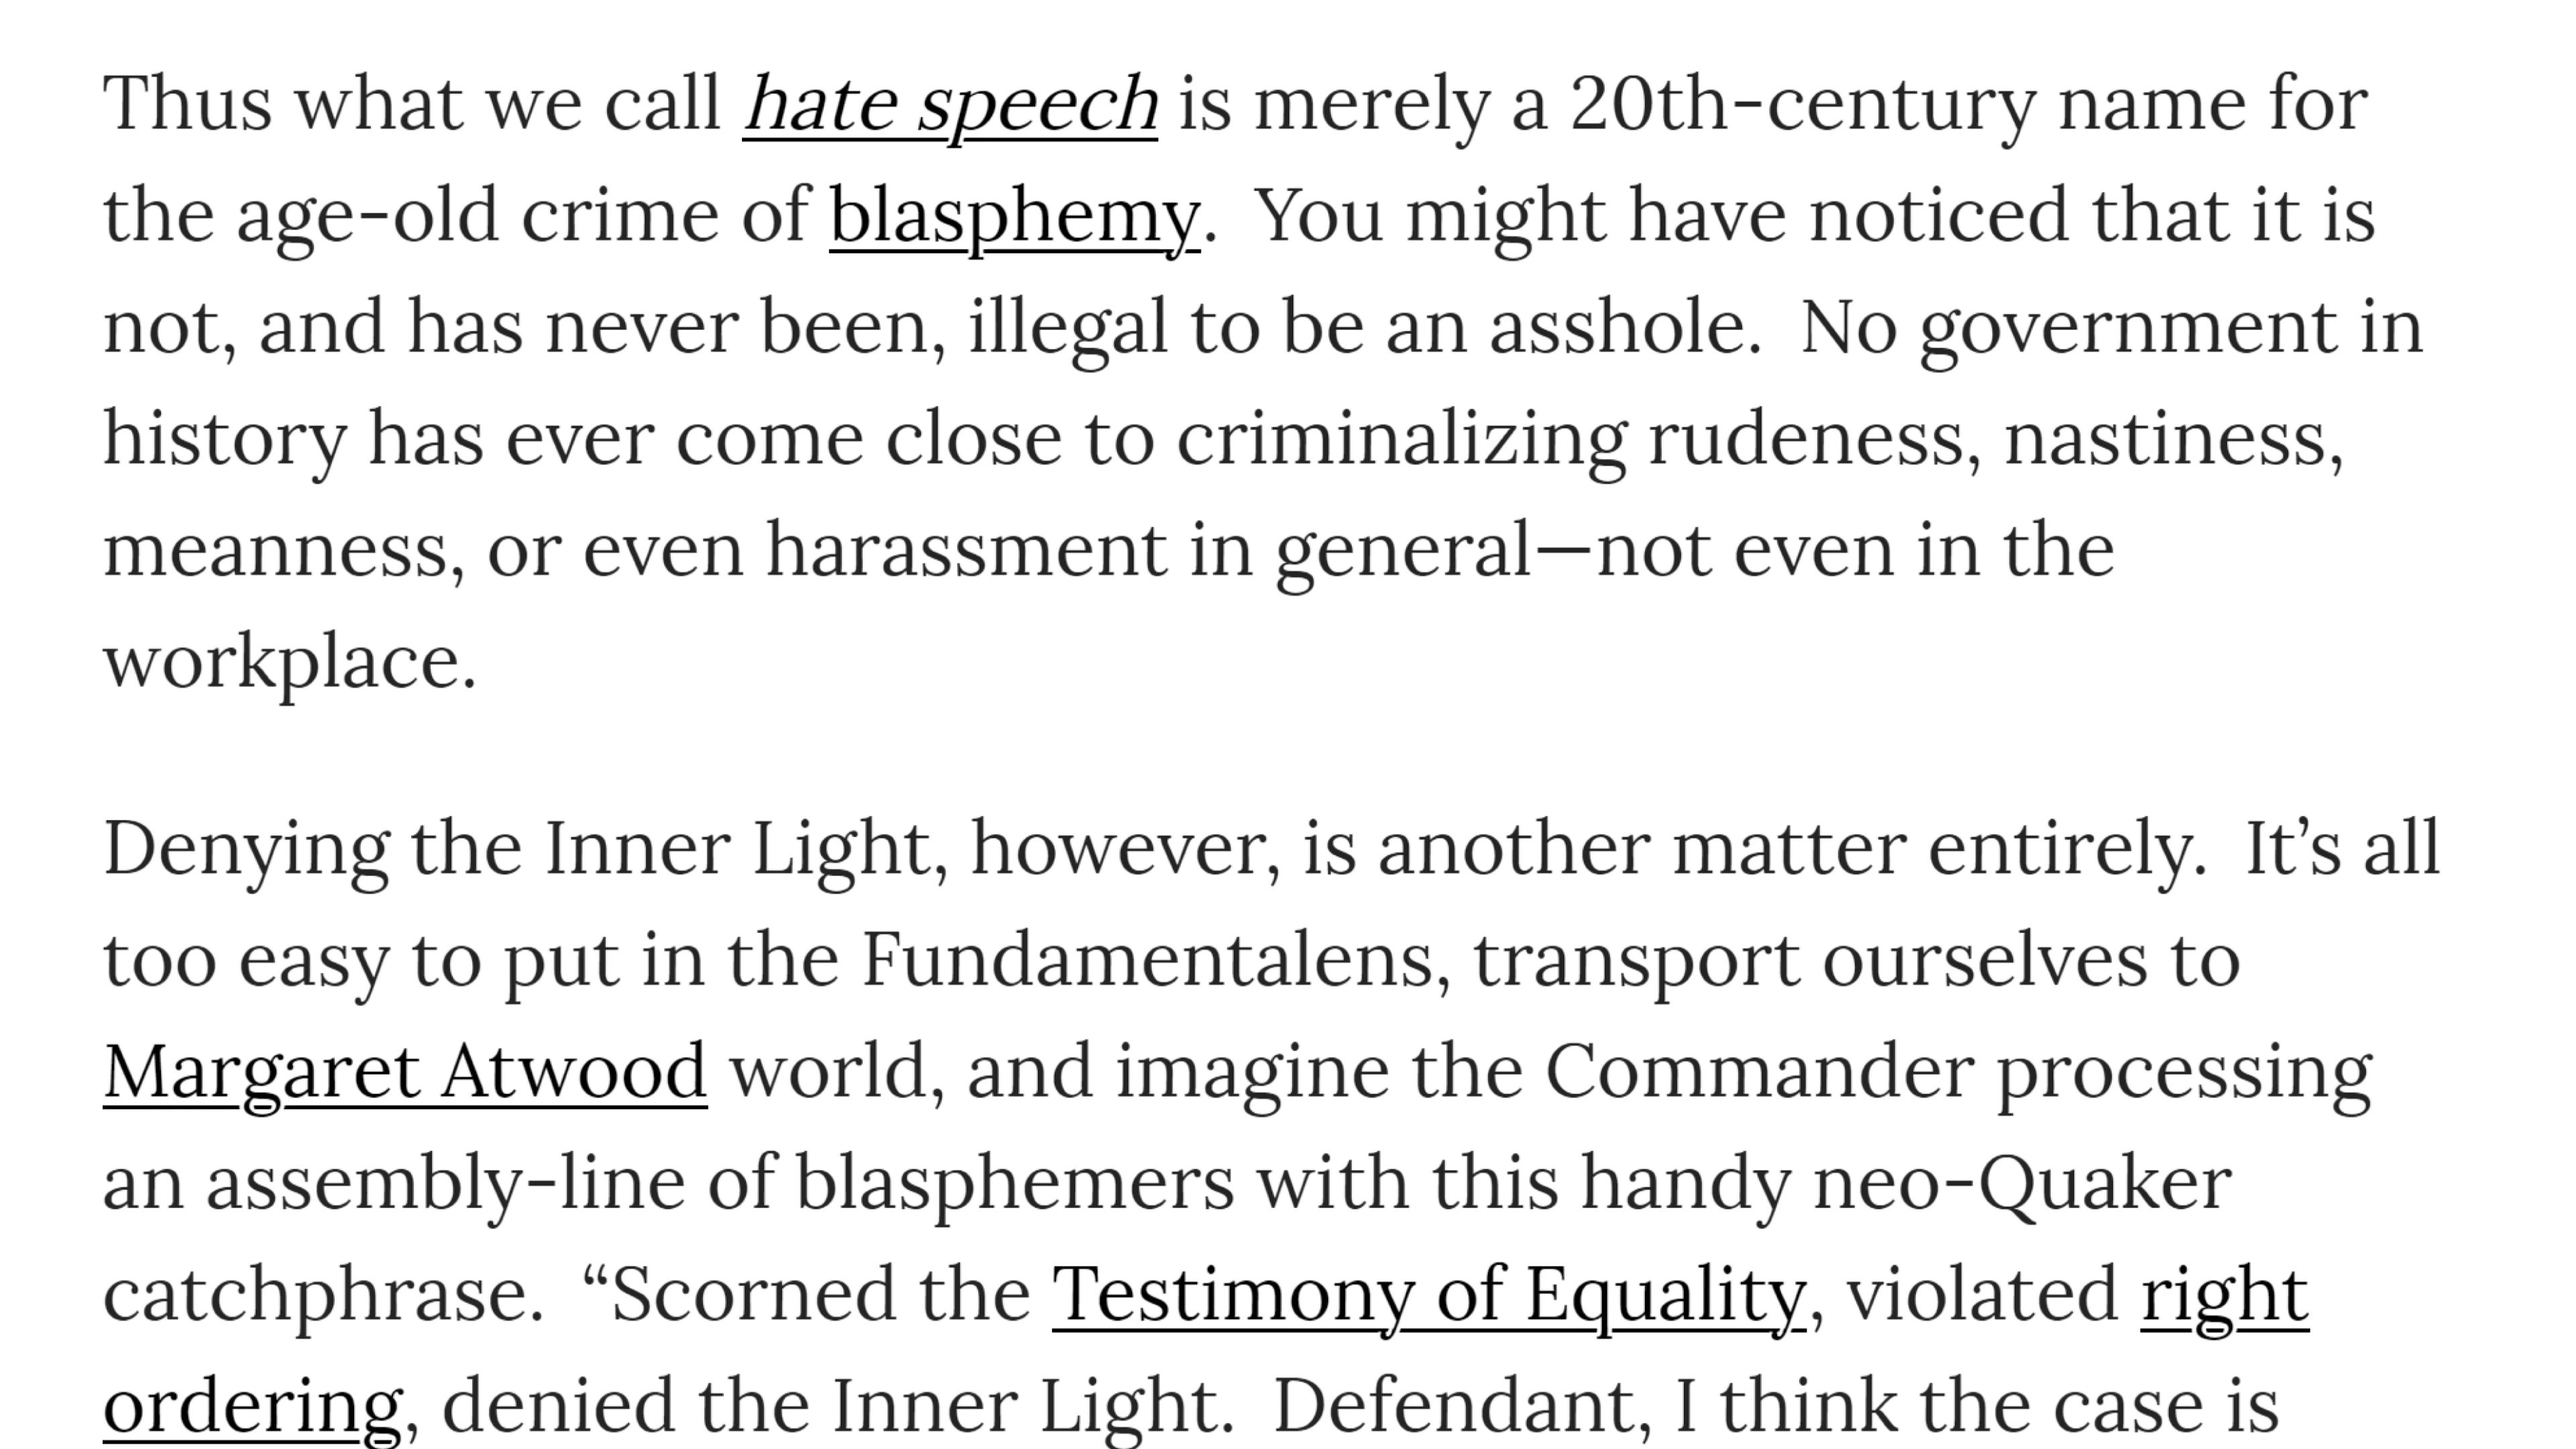 Thus what we call hate speech is merely a 20th-century name for
the age-old crime of blasphemy.  You might have noticed that it is
not, and has never been, illegal to be an asshole.  No government in
history has ever come close to criminalizing rudeness, nastiness,
meanness, or even harassment in general—not even in the
workplace.
Denying the Inner Light, however, is another matter entirely.  It’s all
too easy to put in the Fundamentalens, transport ourselves to
Margaret Atwood world, and imagine the Commander processing
an assembly-line of blasphemers with this handy neo-Quaker
catchphrase.  “Scorned the Testimony of Equality, violated right
ordering, denied the Inner Light.  Defendant, I think the case is